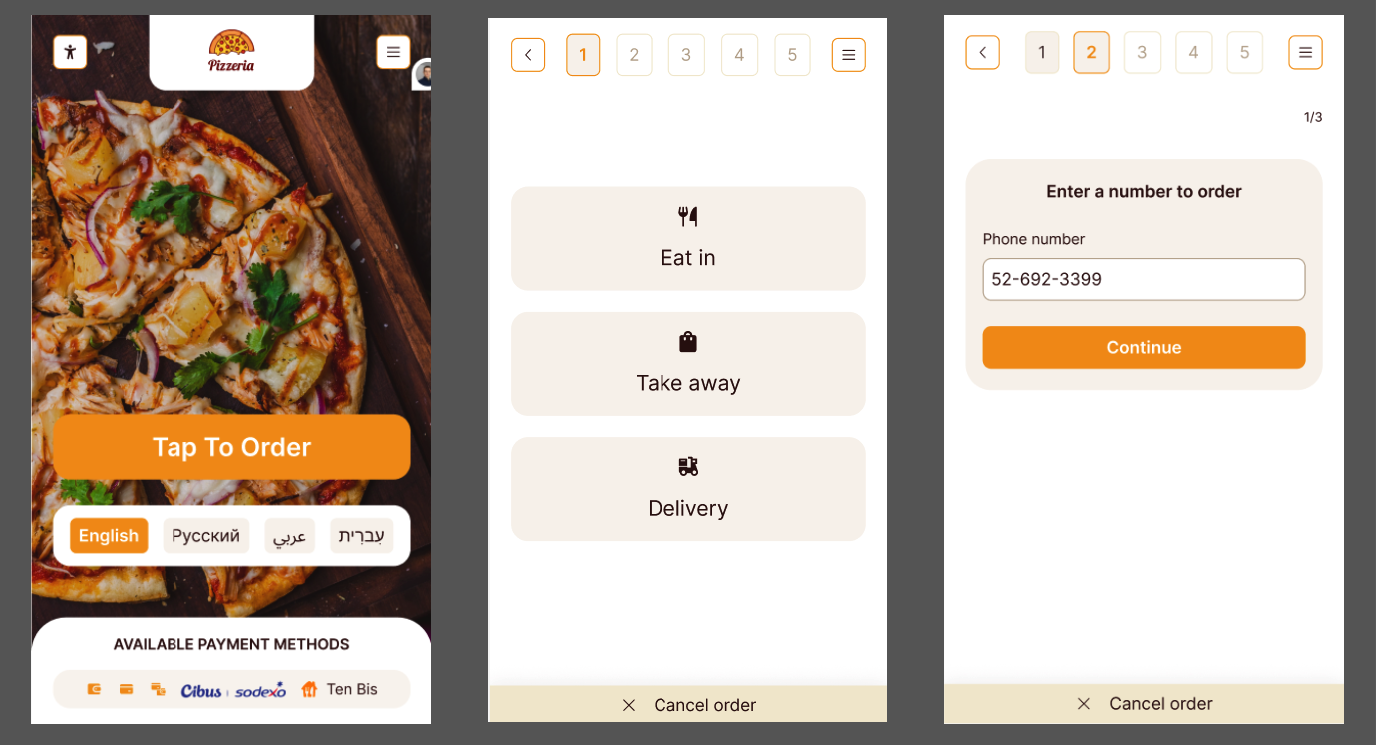 Pizzeria
Tap To Order
English Русский عربي עִברִית
AVAILABLE PAYMENT METHODS
Cibus sodexo Ten Bis
1 2 3 4 5
Eat in
Take away
Delivery
Cancel order
1 2 3 4 5
1/3
Enter a number to order
Phone number
52-692-3399
Continue
Cancel order